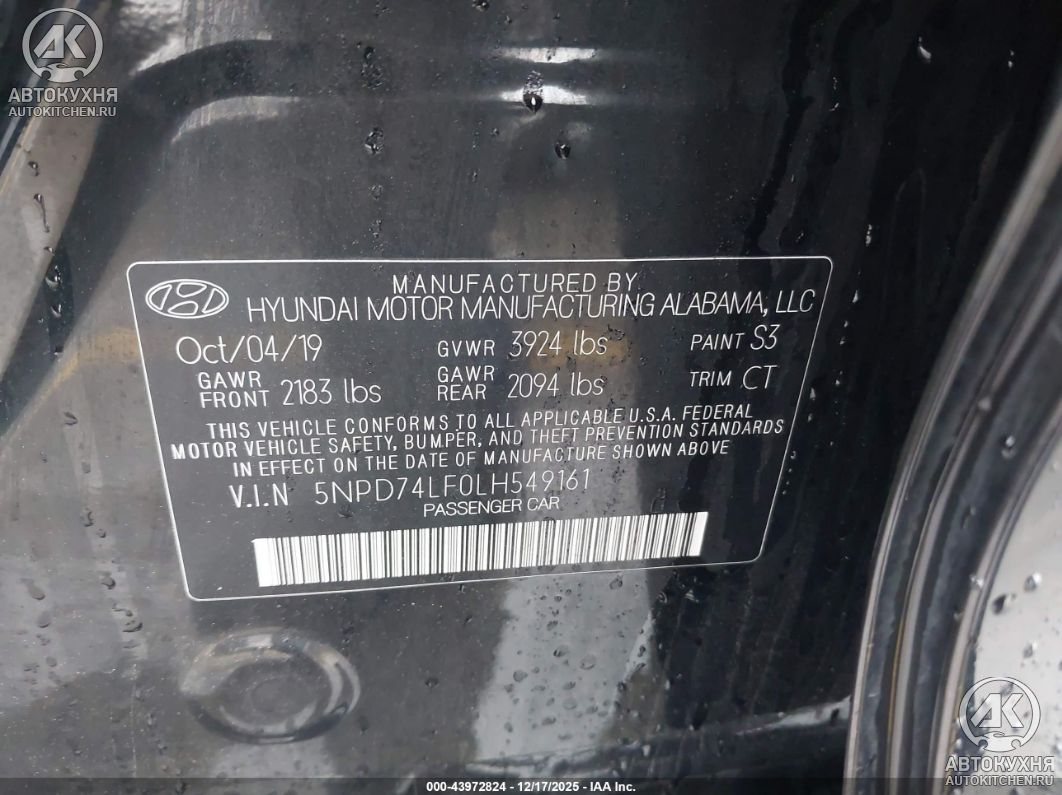 АВТОКУХНЯ
AUTOKITCHEN.RU
MANUFACTURED BY
HYUNDAI MOTOR MANUFACTURING ALABAMA, LLC
Oct/04/19 GVWR 3924 lbs PAINT S3
GAWR FRONT 2183 lbs GAWR REAR 2094 lbs TRIM CT
THIS VEHICLE CONFORMS TO ALL APPLICABLE U.S.A. FEDERAL
MOTOR VEHICLE SAFETY, BUMPER, AND THEFT PREVENTION STANDARDS
IN EFFECT ON THE DATE OF MANUFACTURE SHOWN ABOVE
V.I.N 5NPD74LF0LH549161
PASSENGER CAR
АК
АВТОКУХНЯ
AUTOKITCHEN.RU
000-43972824 - 12/17/2025 - IAA Inc.